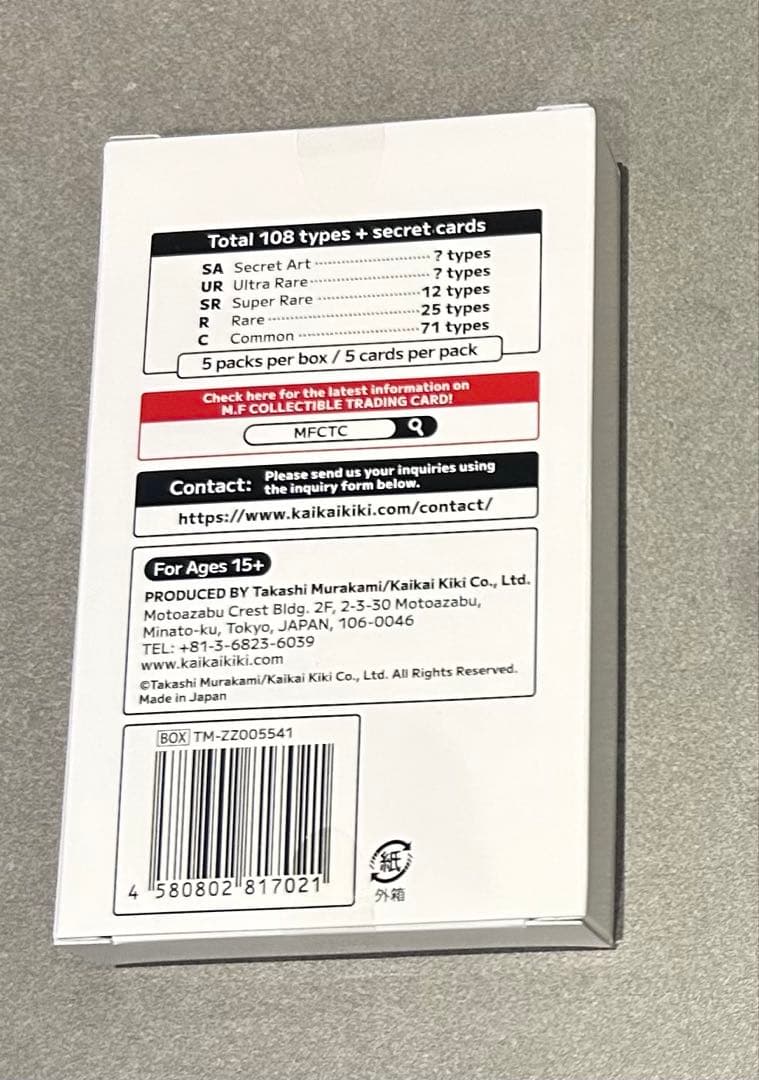 Total 108 types + secret cards
SA Secret Art ? types
UR Ultra Rare ? types
SR Super Rare 12 types
R Rare 25 types
C Common 71 types
5 packs per box / 5 cards per pack
Check here for the latest information on
M.F COLLECTIBLE TRADING CARD!
MFCTC
Contact: Please send us your inquiries using
the inquiry form below.
https://www.kaikaikiki.com/contact/
For Ages 15+
PRODUCED BY Takashi Murakami/Kaikai Kiki Co., Ltd.
Motoazabu Crest Bldg. 2F, 2-3-30 Motoazabu,
Minato-ku, Tokyo, JAPAN, 106-0046
TEL: +81-3-6823-6039
www.kaikaikiki.com
©Takashi Murakami/Kaikai Kiki Co., Ltd. All Rights Reserved.
Made in Japan
BOX TM-ZZ005541
4 580802 817021
紙
外箱